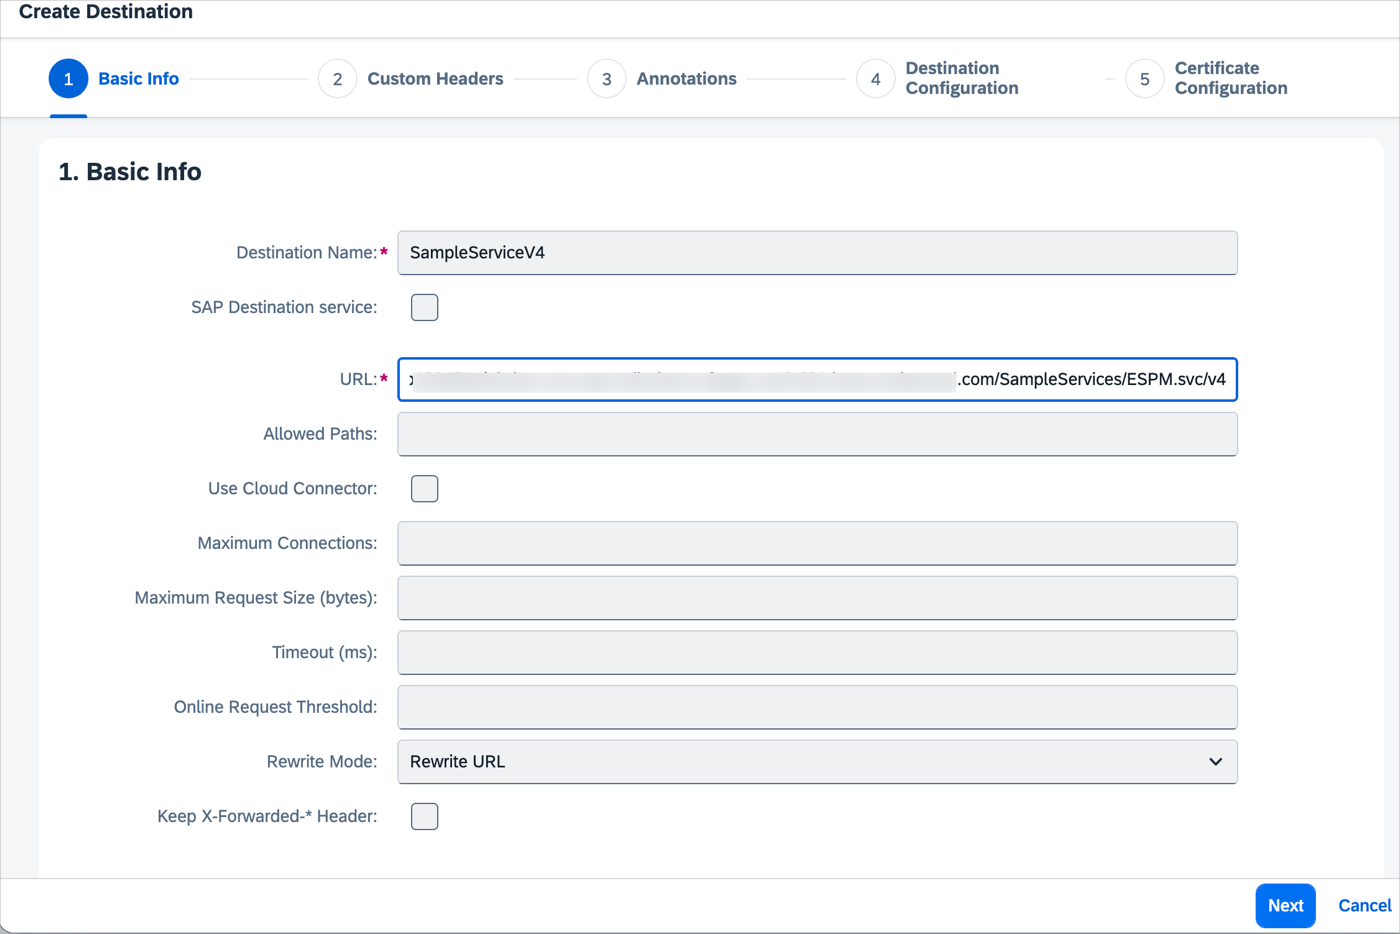 Create Destination
1 Basic Info 2 Custom Headers 3 Annotations 4 Destination Configuration 5 Certificate Configuration
1. Basic Info
Destination Name:* SampleServiceV4
SAP Destination service:
URL:* .com/SampleServices/ESPM.svc/v4
Allowed Paths:
Use Cloud Connector:
Maximum Connections:
Maximum Request Size (bytes):
Timeout (ms):
Online Request Threshold:
Rewrite Mode: Rewrite URL
Keep X-Forwarded-* Header:
Next Cancel